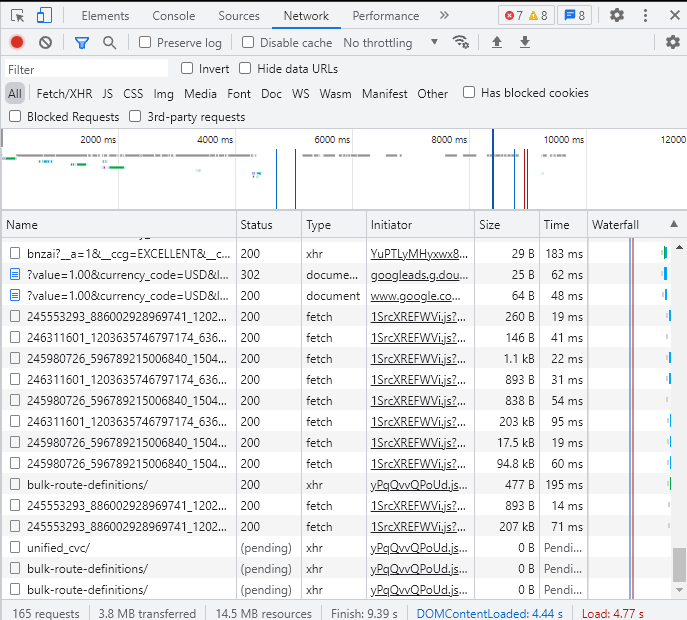 Elements Console Sources Network Performance 7 8 8
Preserve log Disable cache No throttling
Filter Invert Hide data URLs
All Fetch/XHR JS CSS Img Media Font Doc WS Wasm Manifest Other Has blocked cookies
Blocked Requests 3rd-party requests
2000 ms 4000 ms 6000 ms 8000 ms 10000 ms 12000
Name Status Type Initiator Size Time Waterfall
bnzai?__a=1&__ccg=EXCELLENT&__c... 200 xhr YuPTLyMHyxwx8... 29 B 183 ms
?value=1.00&currency_code=USD&l... 302 docume... googleads.g.dou... 25 B 62 ms
?value=1.00&currency_code=USD&l... 200 document www.google.co... 64 B 48 ms
245553293_886002928969741_1202... 200 fetch 1SrcXREFWVi.js?... 260 B 19 ms
246311601_1203635746797174_636... 200 fetch 1SrcXREFWVi.js?... 146 B 41 ms
245980726_596789215006840_1504... 200 fetch 1SrcXREFWVi.js?... 1.1 kB 22 ms
246311601_1203635746797174_636... 200 fetch 1SrcXREFWVi.js?... 893 B 31 ms
245980726_596789215006840_1504... 200 fetch 1SrcXREFWVi.js?... 838 B 54 ms
246311601_1203635746797174_636... 200 fetch 1SrcXREFWVi.js?... 203 kB 95 ms
245980726_596789215006840_1504... 200 fetch 1SrcXREFWVi.js?... 17.5 kB 19 ms
245980726_596789215006840_1504... 200 fetch 1SrcXREFWVi.js?... 94.8 kB 60 ms
bulk-route-definitions/ 200 xhr yPqQvvQPoUd.js... 477 B 195 ms
245553293_886002928969741_1202... 200 fetch 1SrcXREFWVi.js?... 893 B 14 ms
245553293_886002928969741_1202... 200 fetch 1SrcXREFWVi.js?... 207 kB 71 ms
unified_cvc/ (pending) xhr yPqQvvQPoUd.js... 0 B Pendi...
bulk-route-definitions/ (pending) xhr yPqQvvQPoUd.js... 0 B Pendi...
bulk-route-definitions/ (pending) xhr yPqQvvQPoUd.js... 0 B Pendi...
165 requests 3.8 MB transferred 14.5 MB resources Finish: 9.39 s DOMContentLoaded: 4.44 s Load: 4.77 s